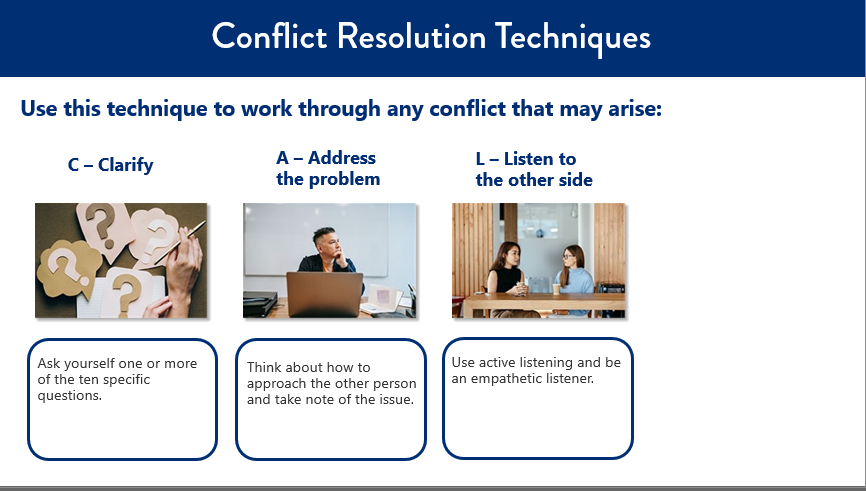 Conflict Resolution Techniques
Use this technique to work through any conflict that may arise:
C – Clarify
A – Address
the problem
L – Listen to
the other side
Ask yourself one or more
of the ten specific
questions.
Think about how to
approach the other person
and take note of the issue.
Use active listening and be
an empathetic listener.